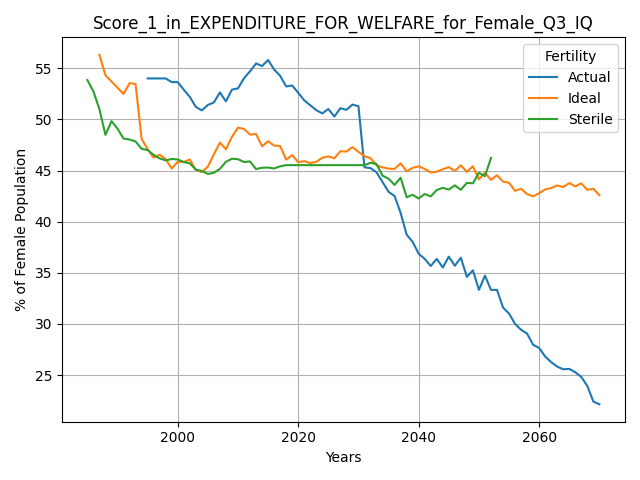 Score_1_in_EXPENDITURE_FOR_WELFARE_for_Female_Q3_IQ
Fertility
Actual
Ideal
Sterile
% of Female Population
55
50
45
40
35
30
25
2000
2020
2040
2060
Years